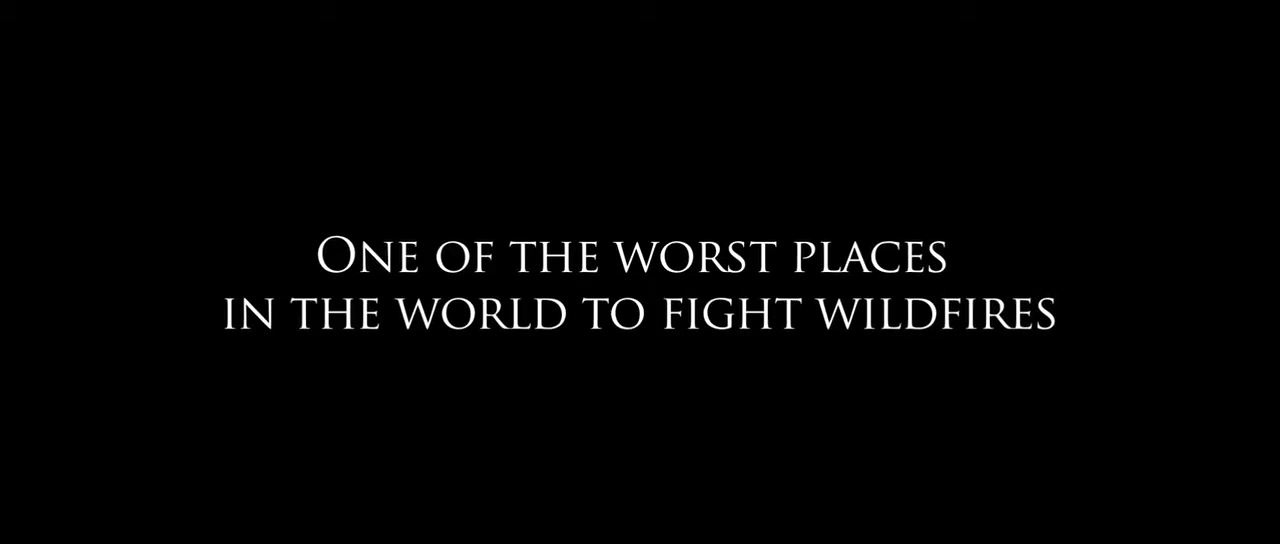 One of the worst places
in the world to fight wildfires